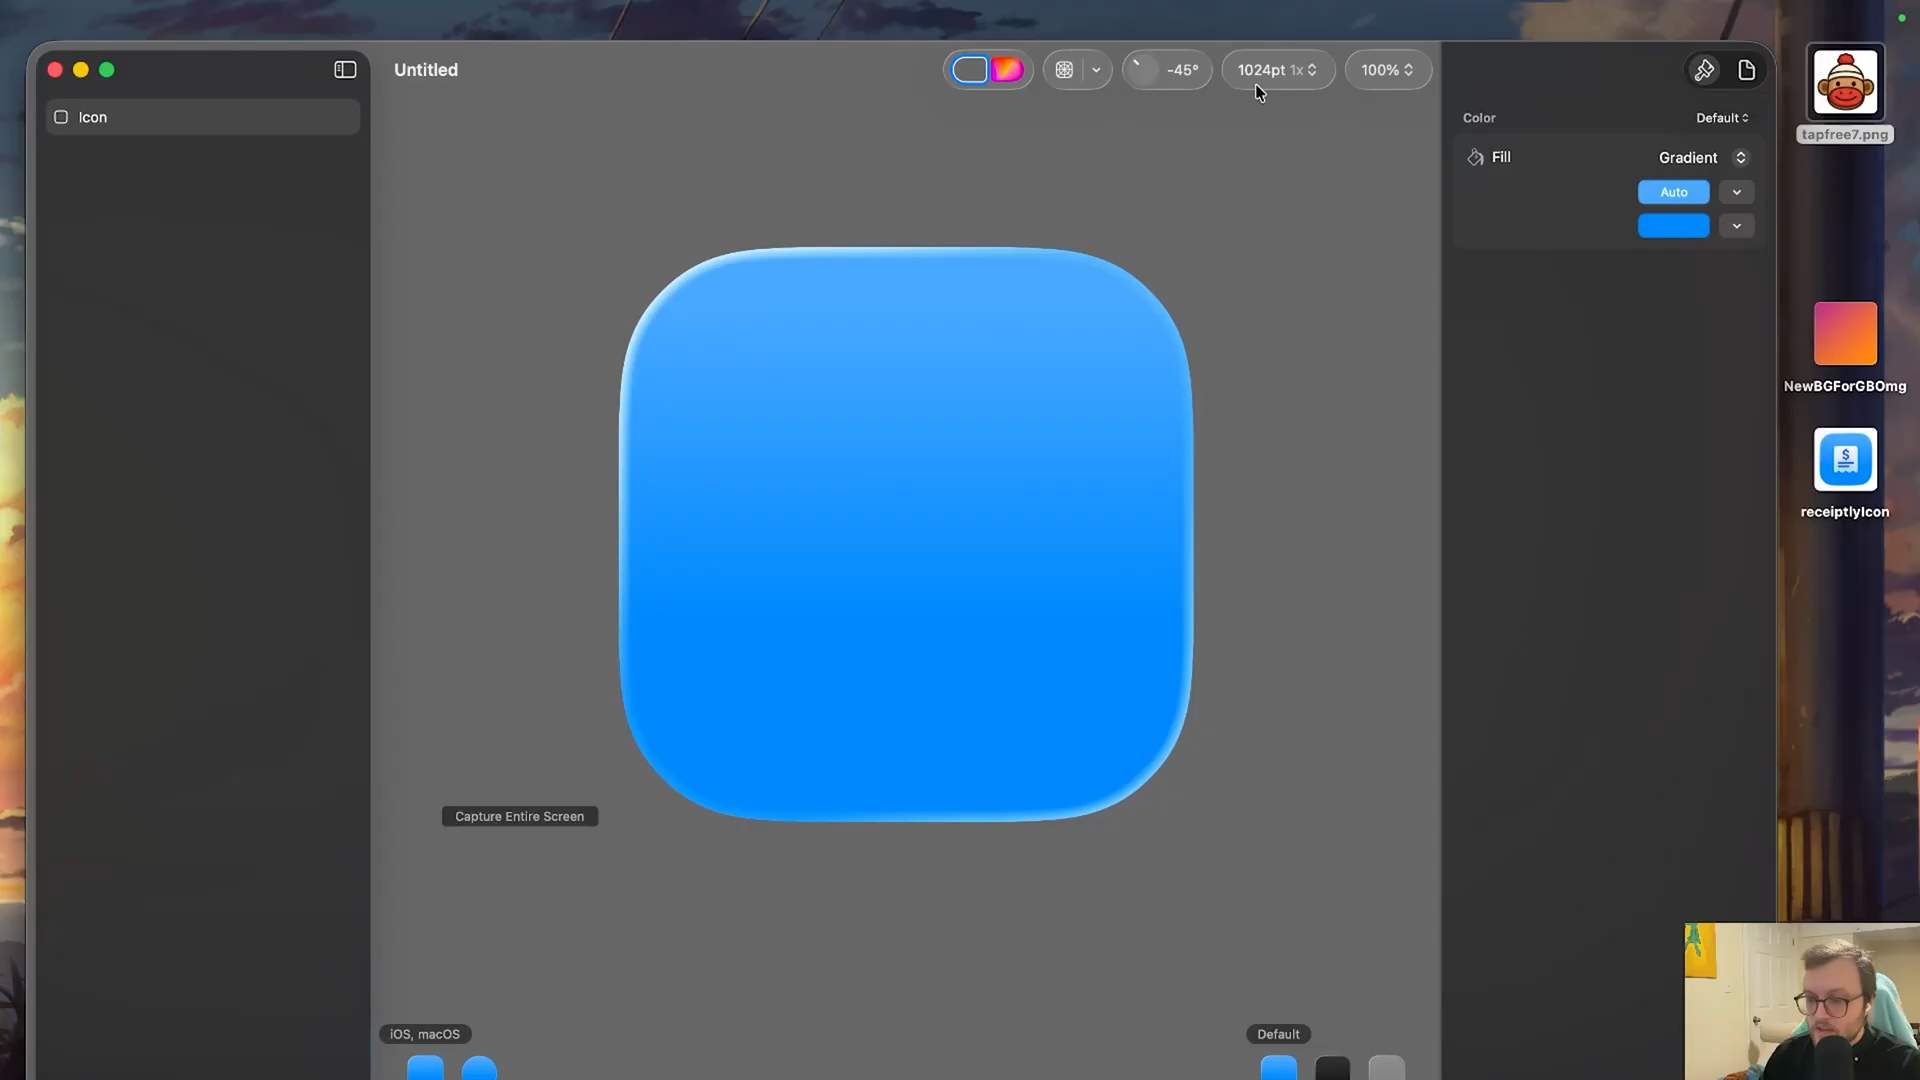 Untitled
-45°
1024pt 1x
100%
Icon
Color
Default
Fill
Gradient
Auto
tapfree7.png
NewBGForGBOmg
$
receiptlyIcon
Capture Entire Screen
iOS, macOS
Default